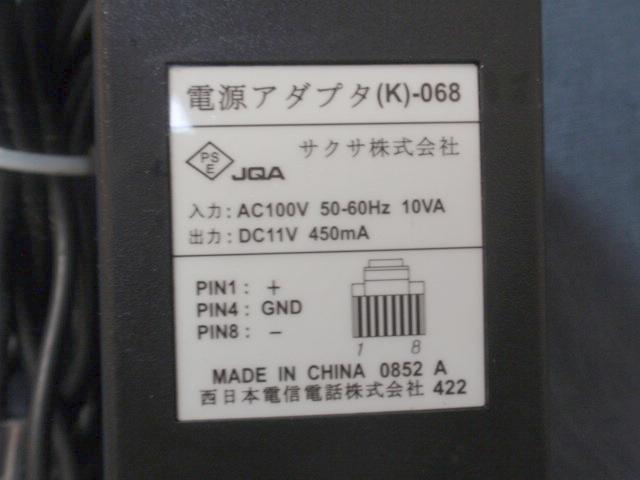 電源アダプタ(K)-068
PS
E
JQA
サクサ株式会社
入力: AC100V 50-60Hz 10VA
出力: DC11V 450mA
PIN1: +
PIN4: GND
PIN8: −
1 8
MADE IN CHINA 0852 A
西日本電信電話株式会社 422